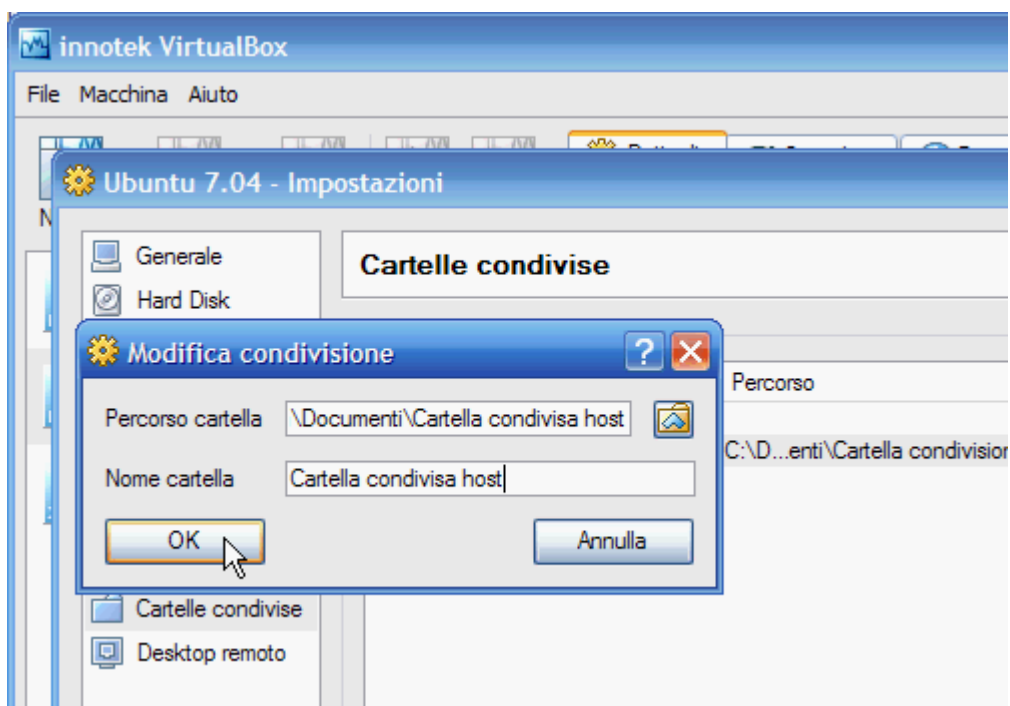 innotek VirtualBox
File Macchina Aiuto
Ubuntu 7.04 - Impostazioni
Generale
Cartelle condivise
Hard Disk
Modifica condivisione
Percorso
Percorso cartella \Documenti\Cartella condivisa host
C:\D...enti\Cartella
Nome cartella Cartella condivisa host
OK Annulla
Cartelle condivise
Desktop remoto